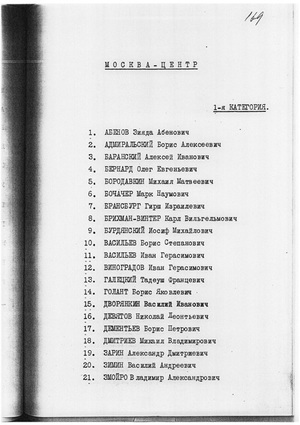 169
МОСКВА-ЦЕНТР
1-я КАТЕГОРИЯ.
1. АБЕНОВ Зияда Абенович
2. АДМИРАЛЬСКИЙ Борис Алексеевич
3. БАРАНСКИЙ Алексей Иванович
4. БЕРНАРД Олег Евгеньевич
5. БОРОДАВКИН Михаил Матвеевич
6. БОЧАЧЕР Марк Наумович
7. БРАНСБУРГ Гирш Израилевич
8. БРИХМАН-ВИНТЕР Карл Вильгельмович
9. БУРДЯНСКИЙ Иосиф Михайлович
10. ВАСИЛЬЕВ Борис Степанович
11. ВАСИЛЬЕВ Иван Герасимович
12. ВИНОГРАДОВ Иван Герасимович
13. ГАЛЕЦКИЙ Тадеуш Францевич
14. ГОЛАНТ Борис Яковлевич
15. ДВОРЯНКИН Василий Иванович
16. ДЕВЯТОВ Николай Леонтьевич
17. ДЕМЕНТЬЕВ Борис Петрович
18. ДМИТРИЕВ Михаил Владимирович
19. ЗАРИН Александр Дмитриевич
20. ЗИМИН Василий Андреевич
21. ЗМОЙРО Владимир Александрович